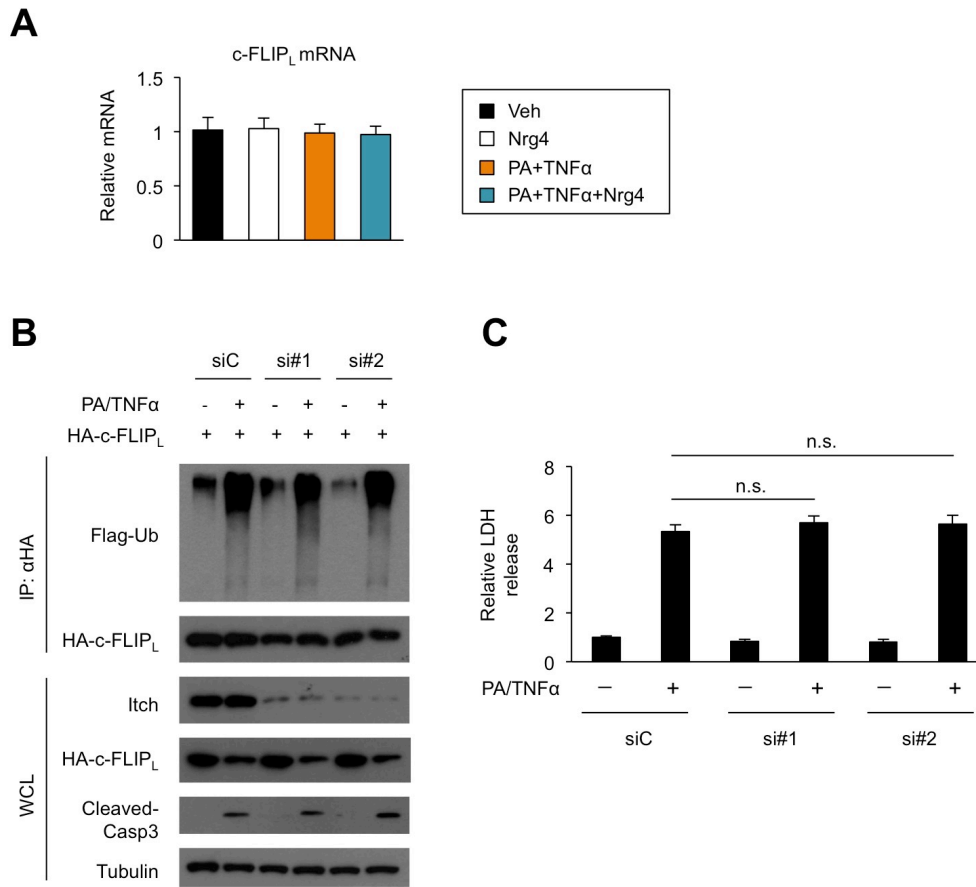 A
c-FLIPL mRNA
Relative mRNA
1.5
1
0.5
0
Veh
Nrg4
PA+TNFα
PA+TNFα+Nrg4
B
siC si#1 si#2
PA/TNFα - + - + - +
HA-c-FLIPL + + + + + +
IP: αHA
Flag-Ub
HA-c-FLIPL
WCL
Itch
HA-c-FLIPL
Cleaved-
Casp3
Tubulin
C
n.s.
n.s.
Relative LDH
release
8
6
4
2
0
PA/TNFα – + – + – +
siC si#1 si#2